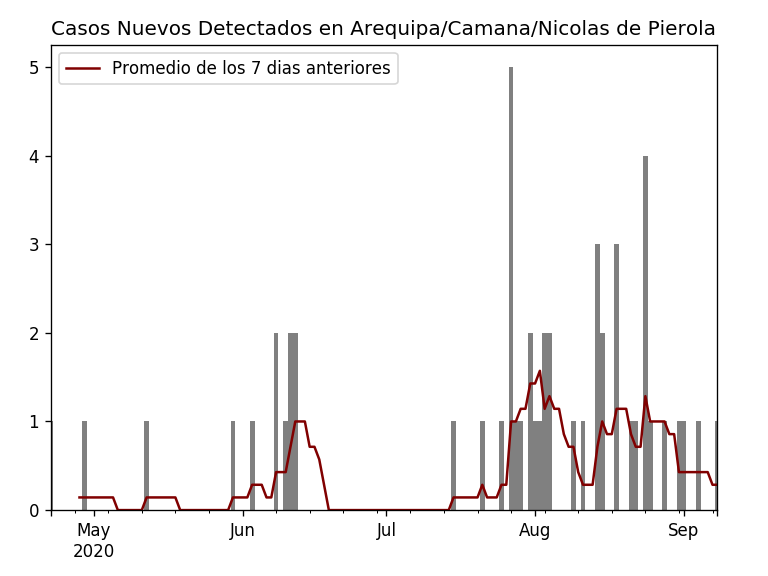 Casos Nuevos Detectados en Arequipa/Camana/Nicolas de Pierola
Promedio de los 7 dias anteriores
5
4
3
2
1
0
May Jun Jul Aug Sep
2020